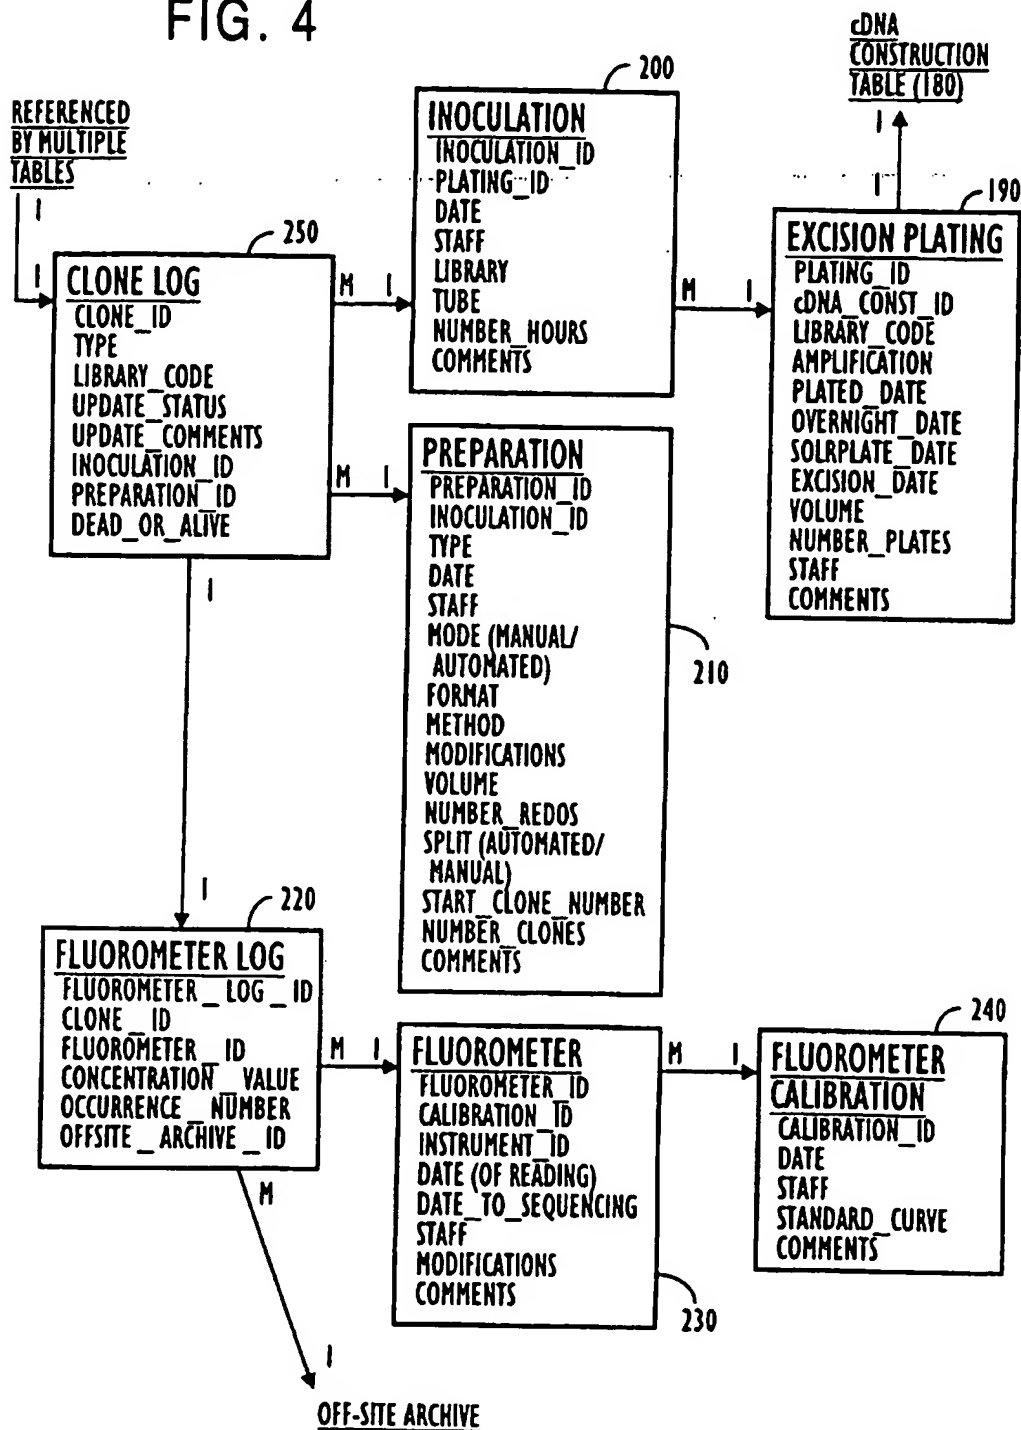 FIG. 4
cDNA
CONSTRUCTION
TABLE (180)
1
1
REFERENCED
BY MULTIPLE
TABLES
1
1
200
INOCULATION
INOCULATION_ID
PLATING_ID
DATE
STAFF
LIBRARY
TUBE
NUMBER_HOURS
COMMENTS
M 1
190
EXCISION PLATING
PLATING_ID
cDNA_CONST_ID
LIBRARY_CODE
AMPLIFICATION
PLATED_DATE
OVERNIGHT_DATE
SOLRPLATE_DATE
EXCISION_DATE
VOLUME
NUMBER_PLATES
STAFF
COMMENTS
250
CLONE LOG
CLONE_ID
TYPE
LIBRARY_CODE
UPDATE_STATUS
UPDATE_COMMENTS
INOCULATION_ID
PREPARATION_ID
DEAD_OR_ALIVE
M 1
M 1
1
1
PREPARATION
PREPARATION_ID
INOCULATION_ID
TYPE
DATE
STAFF
MODE (MANUAL/
AUTOMATED)
FORMAT
METHOD
MODIFICATIONS
VOLUME
NUMBER_REDOS
SPLIT (AUTOMATED/
MANUAL)
START_CLONE_NUMBER
NUMBER_CLONES
COMMENTS
210
220
FLUOROMETER LOG
FLUOROMETER_LOG_ID
CLONE_ID
FLUOROMETER_ID
CONCENTRATION_VALUE
OCCURRENCE_NUMBER
OFFSITE_ARCHIVE_ID
M 1
FLUOROMETER
FLUOROMETER_ID
CALIBRATION_ID
INSTRUMENT_ID
DATE (OF READING)
DATE_TO_SEQUENCING
STAFF
MODIFICATIONS
COMMENTS
230
M 1
240
FLUOROMETER
CALIBRATION
CALIBRATION_ID
DATE
STAFF
STANDARD_CURVE
COMMENTS
M
1
OFF-SITE ARCHIVE